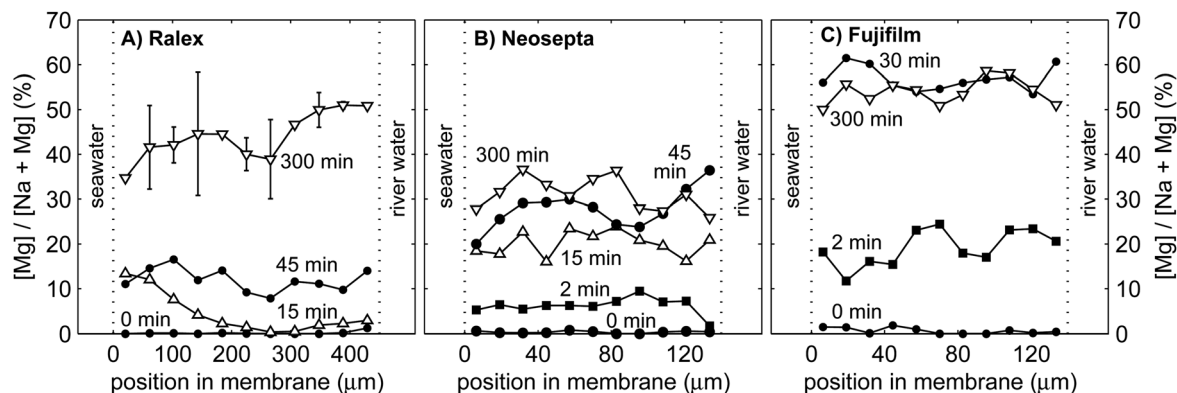 A) Ralex
B) Neosepta
C) Fujifilm
[Mg] / [Na + Mg] (%)
70
60
50
40
30
20
10
0
seawater
river water
300 min
45 min
15 min
0 min
0 100 200 300 400
position in membrane (μm)
seawater
river water
300 min
45
min
15 min
2 min
0 min
0 40 80 120
position in membrane (μm)
seawater
river water
30 min
300 min
2 min
0 min
0 40 80 120
position in membrane (μm)
70
60
50
40
30
20
10
0
[Mg] / [Na + Mg] (%)